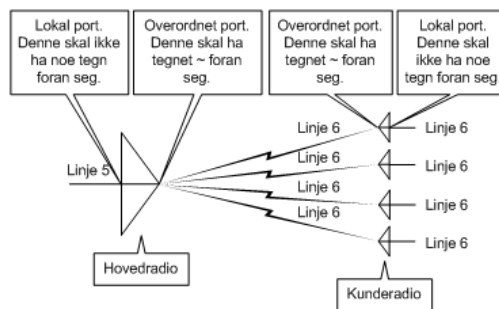 Lokal port.
Denne skal ikke
ha noe tegn
foran seg.
Overordnet port.
Denne skal ha
tegnet ~ foran
seg.
Overordnet port.
Denne skal ha
tegnet ~ foran
seg.
Lokal port.
Denne skal
ikke ha noe
tegn foran seg.
Linje 5
Linje 6
Linje 6
Linje 6
Linje 6
Linje 6
Linje 6
Linje 6
Linje 6
Hovedradio
Kunderadio